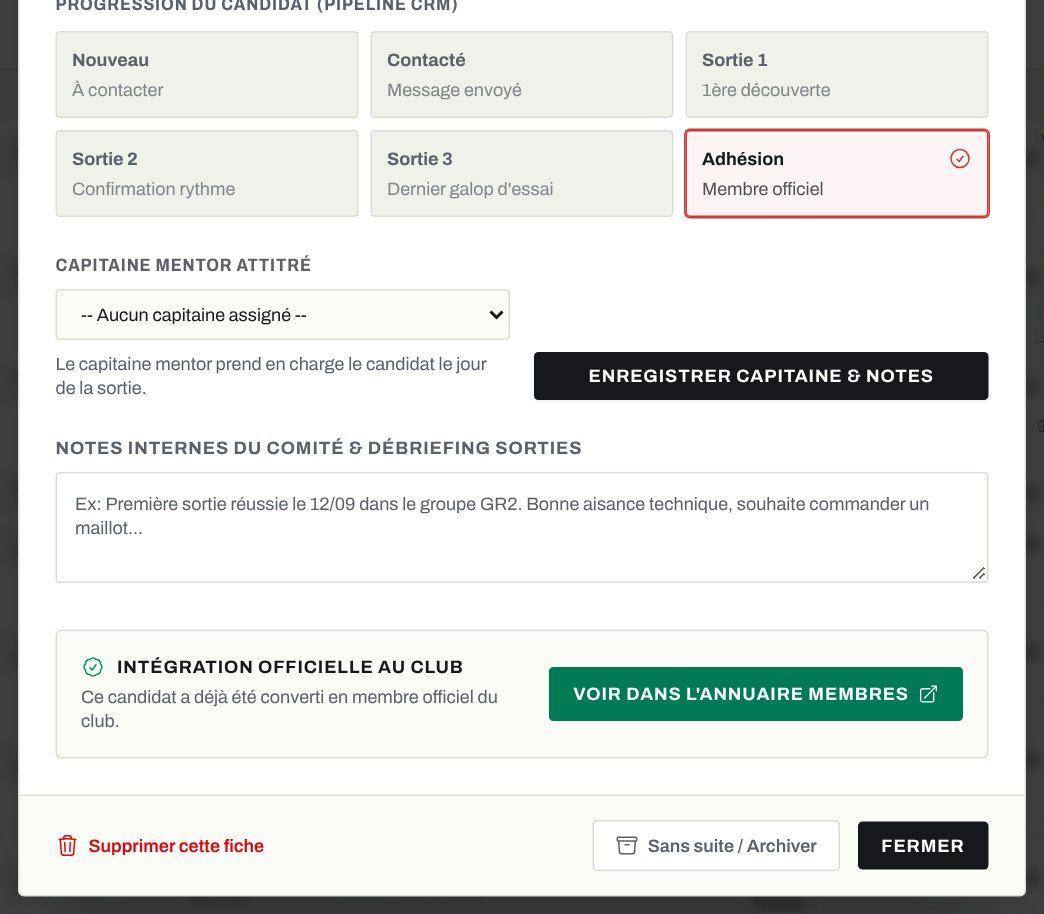 PROGRESSION DU CANDIDAT (PIPELINE CRM)
Nouveau
À contacter
Contacté
Message envoyé
Sortie 1
1ère découverte
Sortie 2
Confirmation rythme
Sortie 3
Dernier galop d'essai
Adhésion
Membre officiel
CAPITAINE MENTOR ATTITRÉ
-- Aucun capitaine assigné --
Le capitaine mentor prend en charge le candidat le jour
de la sortie.
ENREGISTRER CAPITAINE & NOTES
NOTES INTERNES DU COMITÉ & DÉBRIEFING SORTIES
Ex: Première sortie réussie le 12/09 dans le groupe GR2. Bonne aisance technique, souhaite commander un
maillot...
INTÉGRATION OFFICIELLE AU CLUB
Ce candidat a déjà été converti en membre officiel du
club.
VOIR DANS L'ANNUAIRE MEMBRES
Supprimer cette fiche
Sans suite / Archiver
FERMER